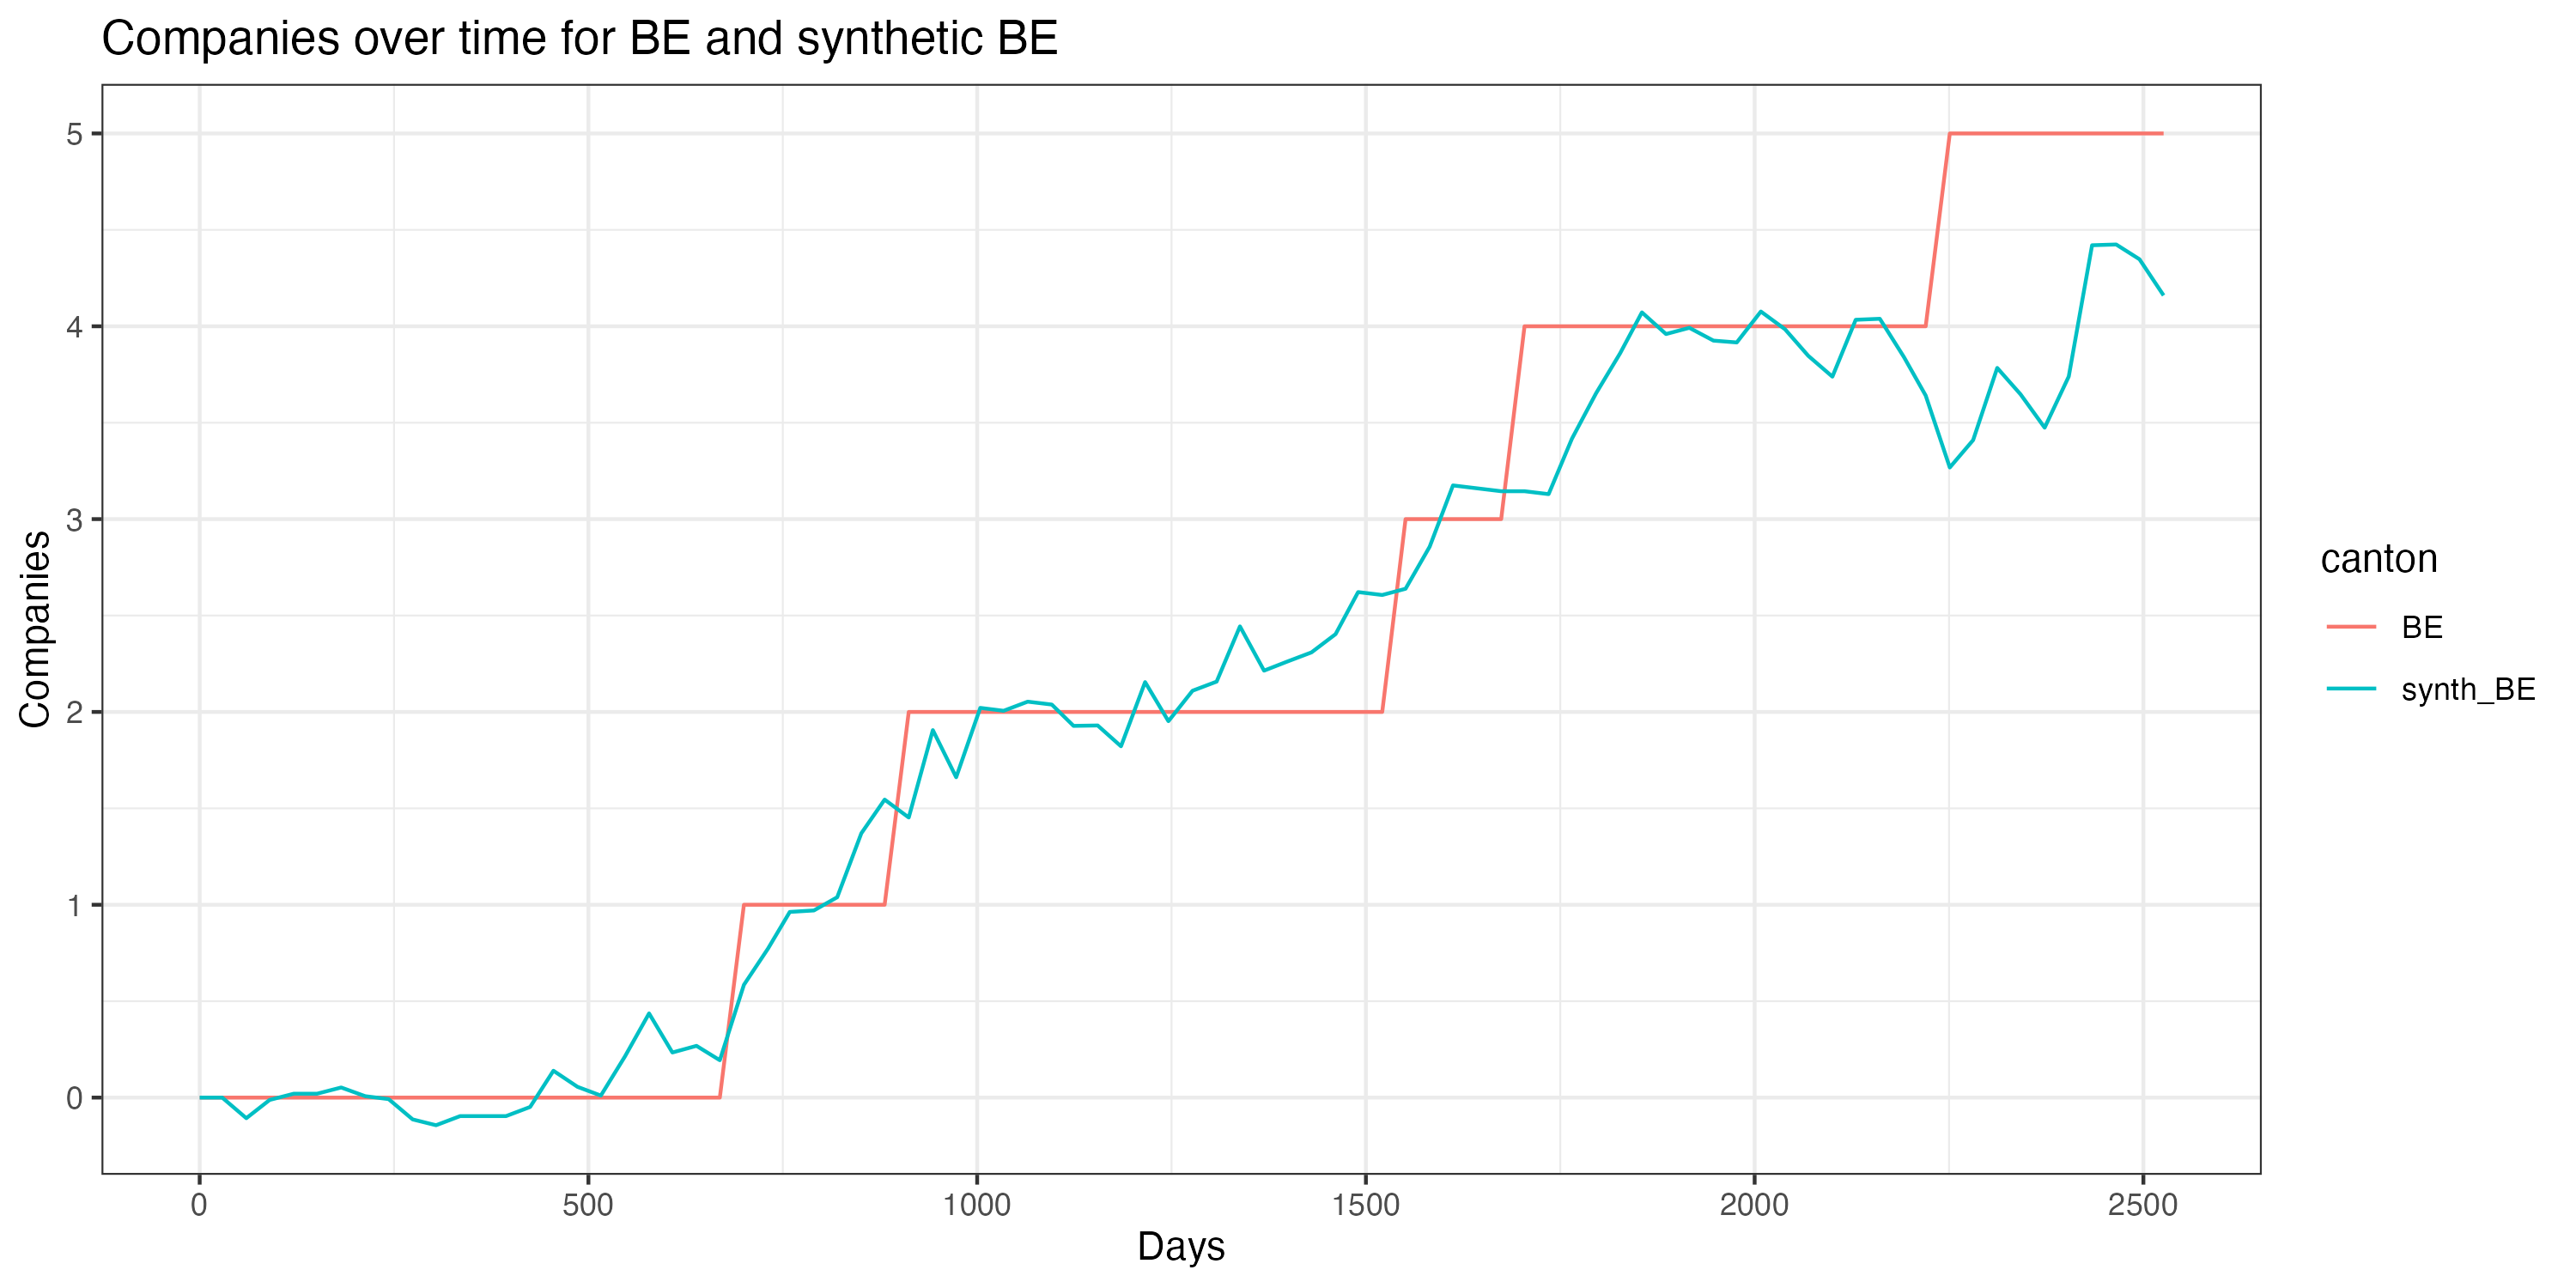 Companies over time for BE and synthetic BE
5
4
3
2
1
0
Companies
0 500 1000 1500 2000 2500
Days
canton
BE
synth_BE